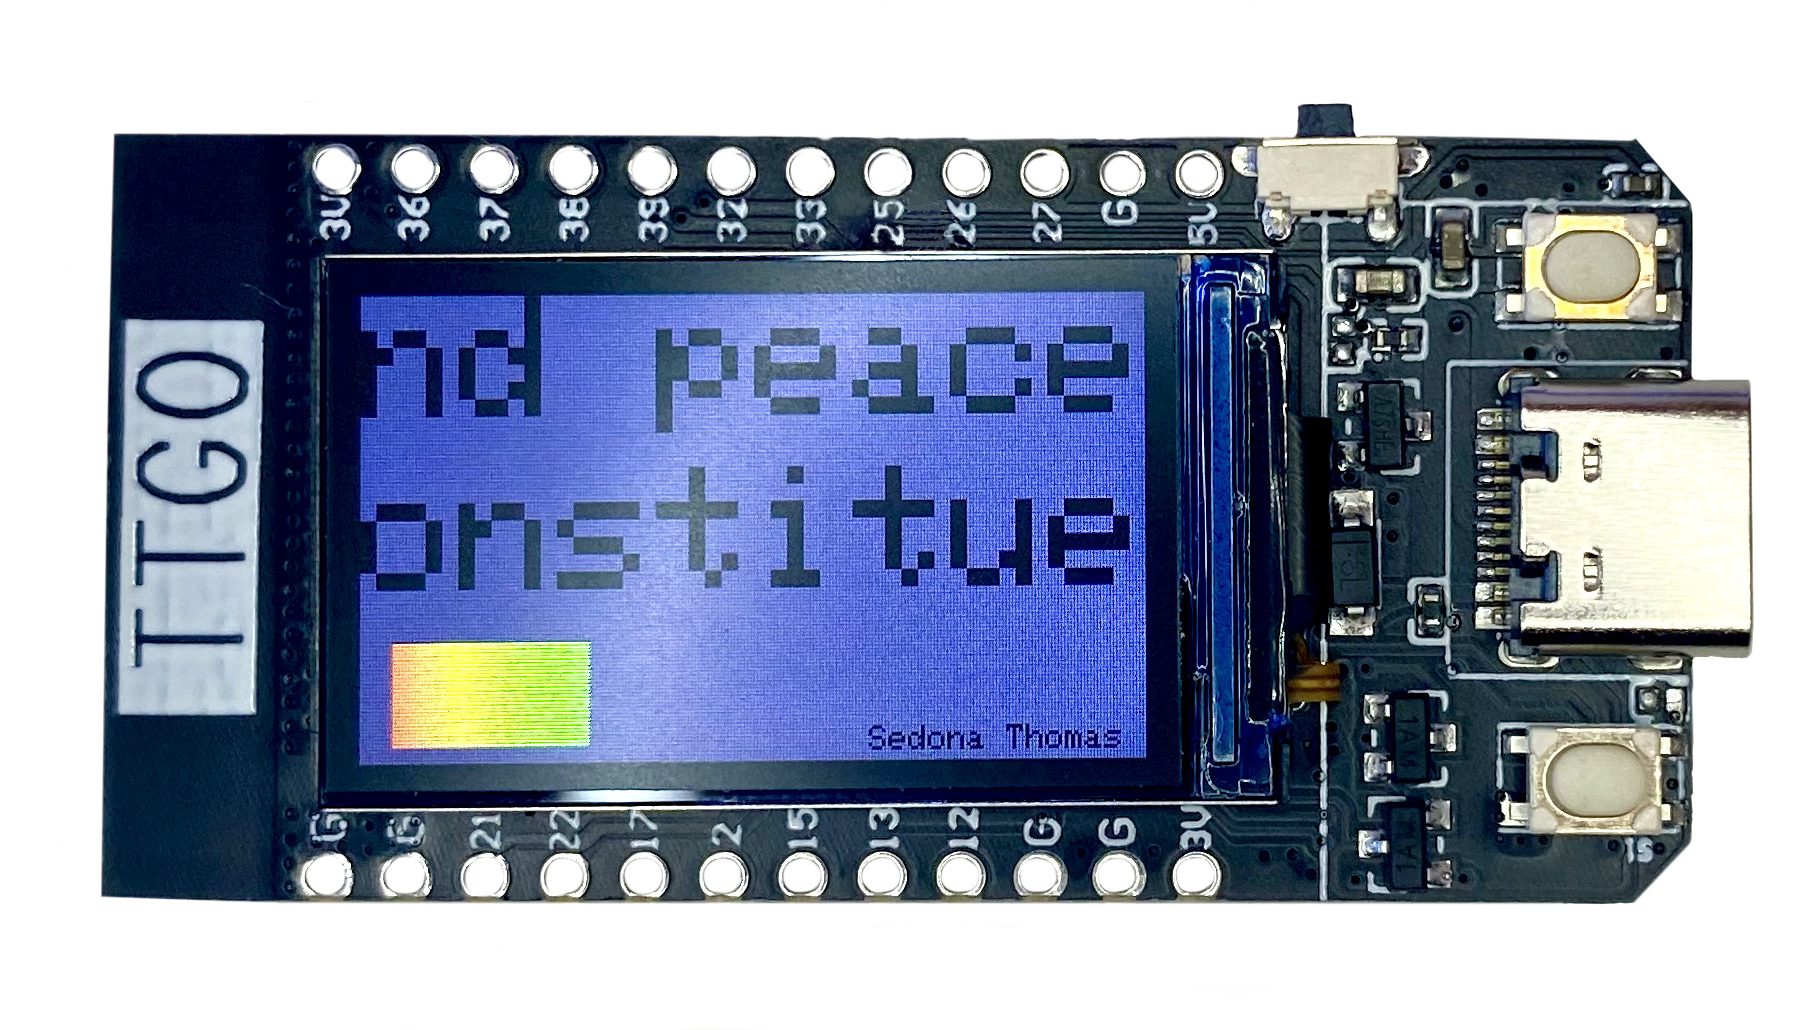 3V 36 37 38 39 32 33 25 26 27 G G 5V
TTGO
nd peace
onstitue
Sedona Thomas
G G 21 22 17 2 15 13 12 G G 3V